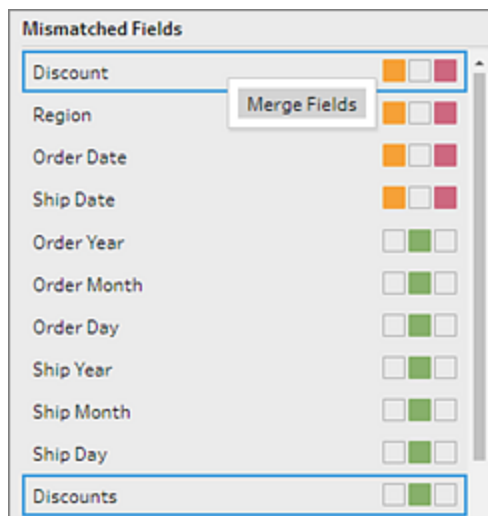 Mismatched Fields
Discount
Merge Fields
Region
Order Date
Ship Date
Order Year
Order Month
Order Day
Ship Year
Ship Month
Ship Day
Discounts